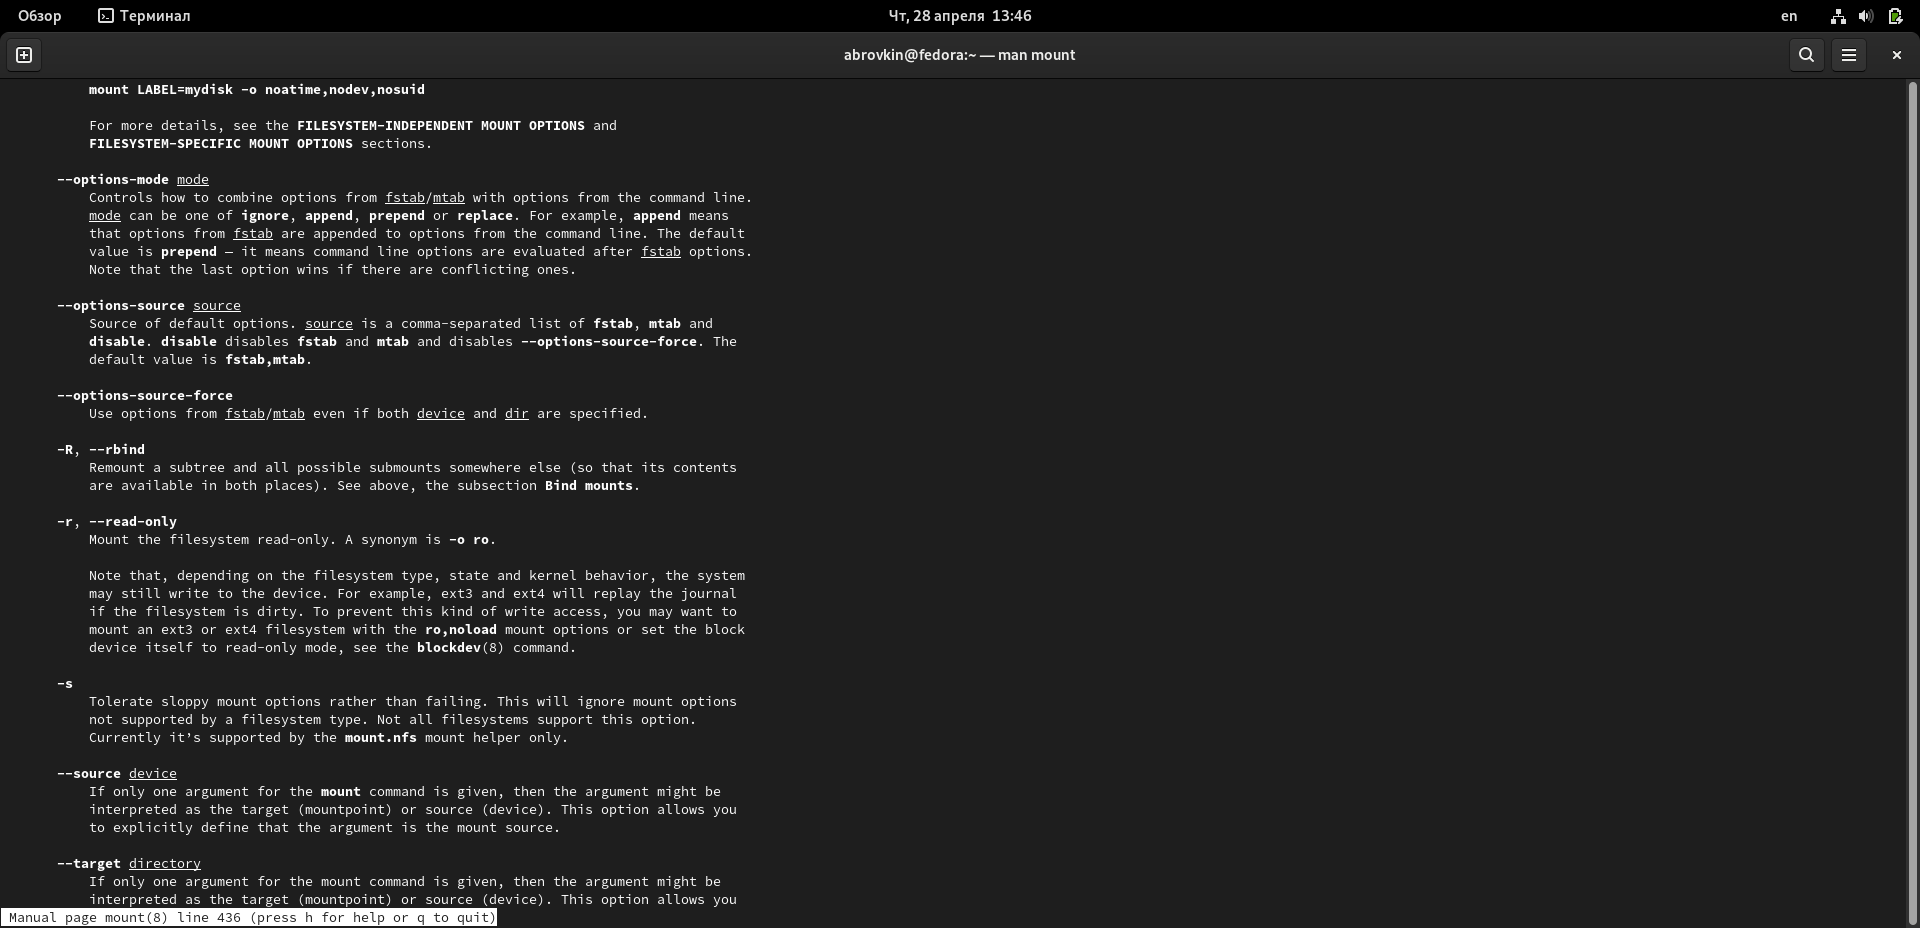 Обзор Терминал Чт, 28 апреля 13:46 en
abrovkin@fedora:~ — man mount
mount LABEL=mydisk -o noatime,nodev,nosuid
For more details, see the FILESYSTEM-INDEPENDENT MOUNT OPTIONS and
FILESYSTEM-SPECIFIC MOUNT OPTIONS sections.
--options-mode mode
Controls how to combine options from fstab/mtab with options from the command line.
mode can be one of ignore, append, prepend or replace. For example, append means
that options from fstab are appended to options from the command line. The default
value is prepend — it means command line options are evaluated after fstab options.
Note that the last option wins if there are conflicting ones.
--options-source source
Source of default options. source is a comma-separated list of fstab, mtab and
disable. disable disables fstab and mtab and disables --options-source-force. The
default value is fstab,mtab.
--options-source-force
Use options from fstab/mtab even if both device and dir are specified.
-R, --rbind
Remount a subtree and all possible submounts somewhere else (so that its contents
are available in both places). See above, the subsection Bind mounts.
-r, --read-only
Mount the filesystem read-only. A synonym is -o ro.
Note that, depending on the filesystem type, state and kernel behavior, the system
may still write to the device. For example, ext3 and ext4 will replay the journal
if the filesystem is dirty. To prevent this kind of write access, you may want to
mount an ext3 or ext4 filesystem with the ro,noload mount options or set the block
device itself to read-only mode, see the blockdev(8) command.
-s
Tolerate sloppy mount options rather than failing. This will ignore mount options
not supported by a filesystem type. Not all filesystems support this option.
Currently it’s supported by the mount.nfs mount helper only.
--source device
If only one argument for the mount command is given, then the argument might be
interpreted as the target (mountpoint) or source (device). This option allows you
to explicitly define that the argument is the mount source.
--target directory
If only one argument for the mount command is given, then the argument might be
interpreted as the target (mountpoint) or source (device). This option allows you
Manual page mount(8) line 436 (press h for help or q to quit)